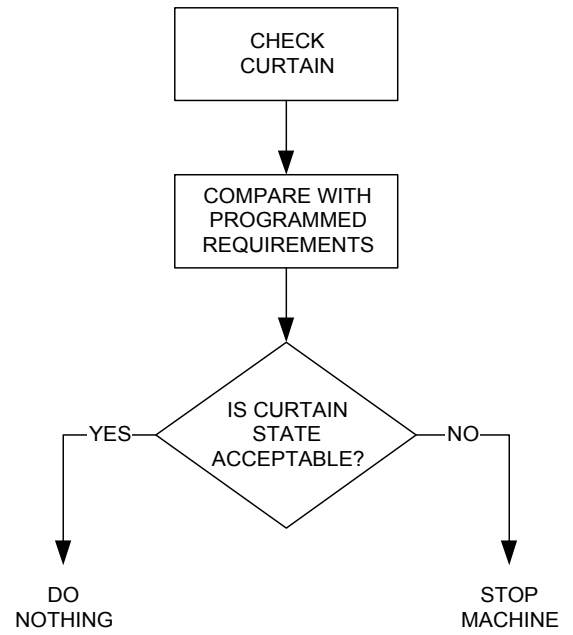 CHECK
CURTAIN
COMPARE WITH
PROGRAMMED
REQUIREMENTS
IS CURTAIN
STATE
ACCEPTABLE?
YES
NO
DO
NOTHING
STOP
MACHINE